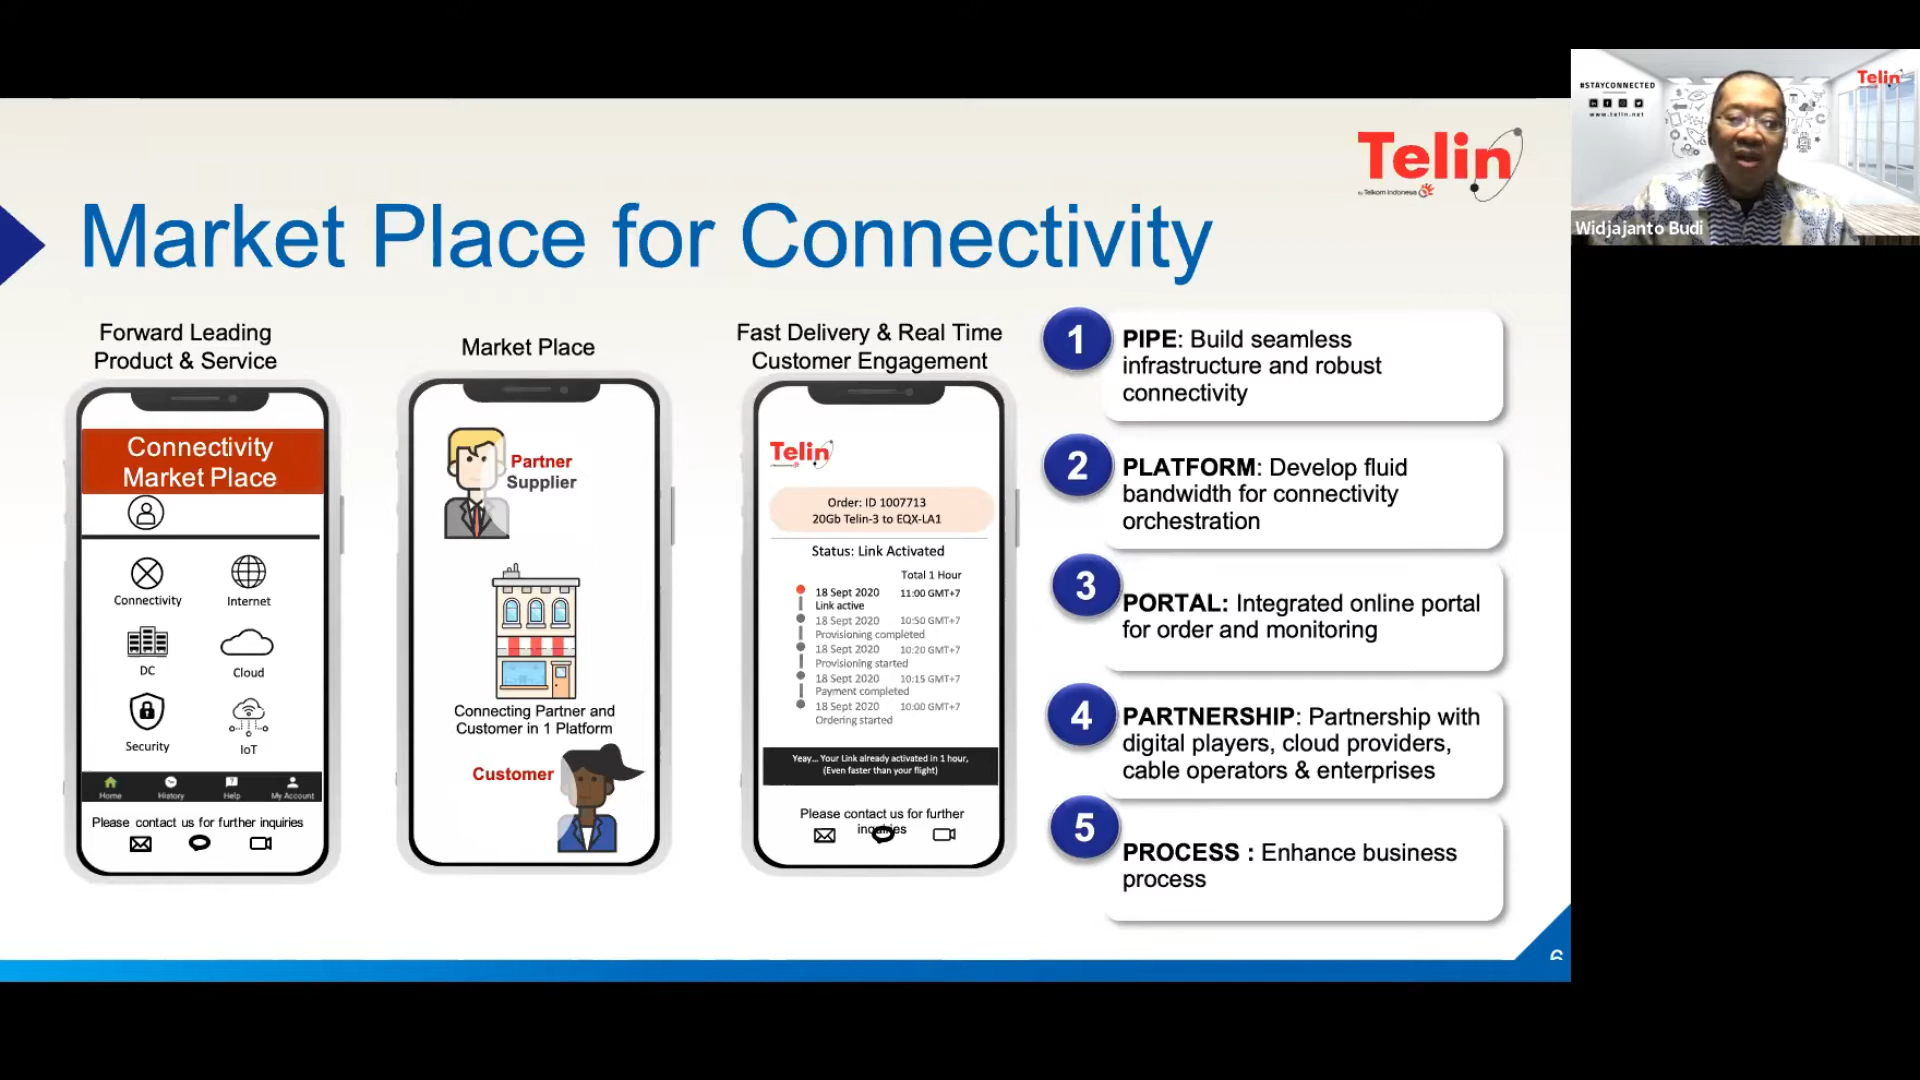 #STAYCONNECTED
www.telin.net
Telin
Widjajanto Budi
Telin
by Telkom Indonesia
Market Place for Connectivity
Forward Leading
Product & Service
Connectivity
Market Place
Connectivity
Internet
DC
Cloud
Security
IoT
Home
History
Help
My Account
Please contact us for further inquiries
Market Place
Partner
Supplier
Connecting Partner and
Customer in 1 Platform
Customer
Fast Delivery & Real Time
Customer Engagement
Telin
Order: ID 1007713
20Gb Telin-3 to EQX-LA1
Status: Link Activated
Total 1 Hour
18 Sept 2020 11:00 GMT+7
Link active
18 Sept 2020 10:50 GMT+7
Provisioning completed
18 Sept 2020 10:20 GMT+7
Provisioning started
18 Sept 2020 10:15 GMT+7
Payment completed
18 Sept 2020 10:00 GMT+7
Ordering started
Yeay... Your Link already activated in 1 hour,
(Even faster than your flight)
Please contact us for further
inquiries
1
PIPE: Build seamless
infrastructure and robust
connectivity
2
PLATFORM: Develop fluid
bandwidth for connectivity
orchestration
3
PORTAL: Integrated online portal
for order and monitoring
4
PARTNERSHIP: Partnership with
digital players, cloud providers,
cable operators & enterprises
5
PROCESS : Enhance business
process
6